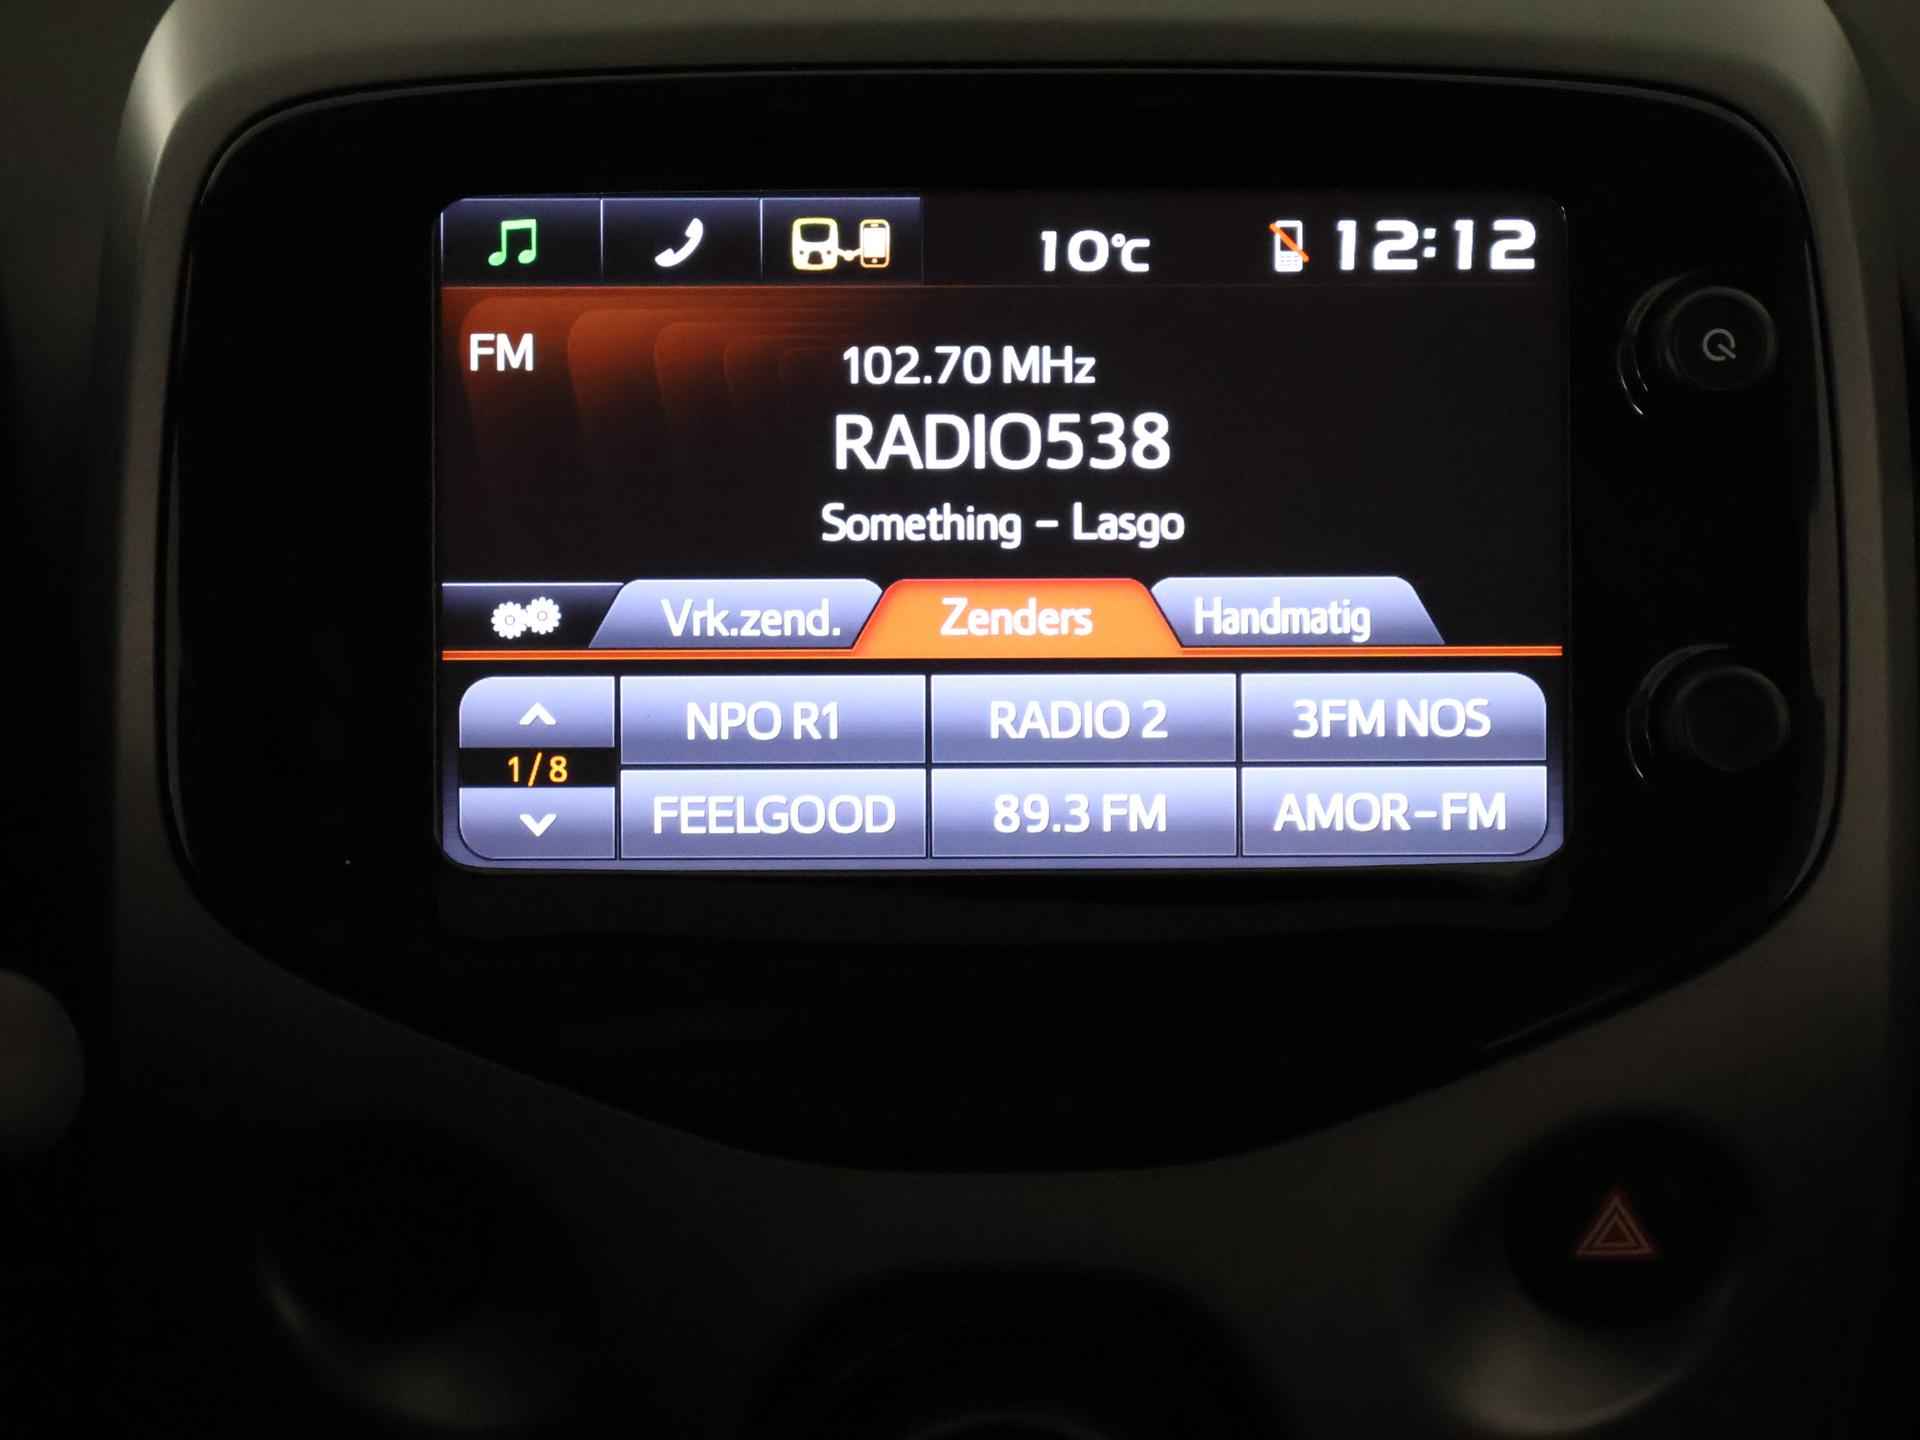 10°C 12:12
FM
102.70 MHz
RADIO538
Something - Lasgo
Vrk.zend. Zenders Handmatig
NPO R1 RADIO 2 3FM NOS
1/8
FEELGOOD 89.3 FM AMOR-FM